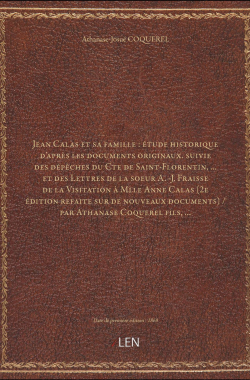 Athanase-Josué COQUEREL
Jean Calas et sa famille : étude historique
d'après les documents originaux. suivie
des dépêches du Cte de Saint-Florentin, ...
et des Lettres de la soeur A.-J. Fraisse
de la Visitation à Mlle Anne Calas (2e
édition refaite sur de nouveaux documents) /
par Athanase Coquerel fils, ...
Date de première édition : 1869
LEN